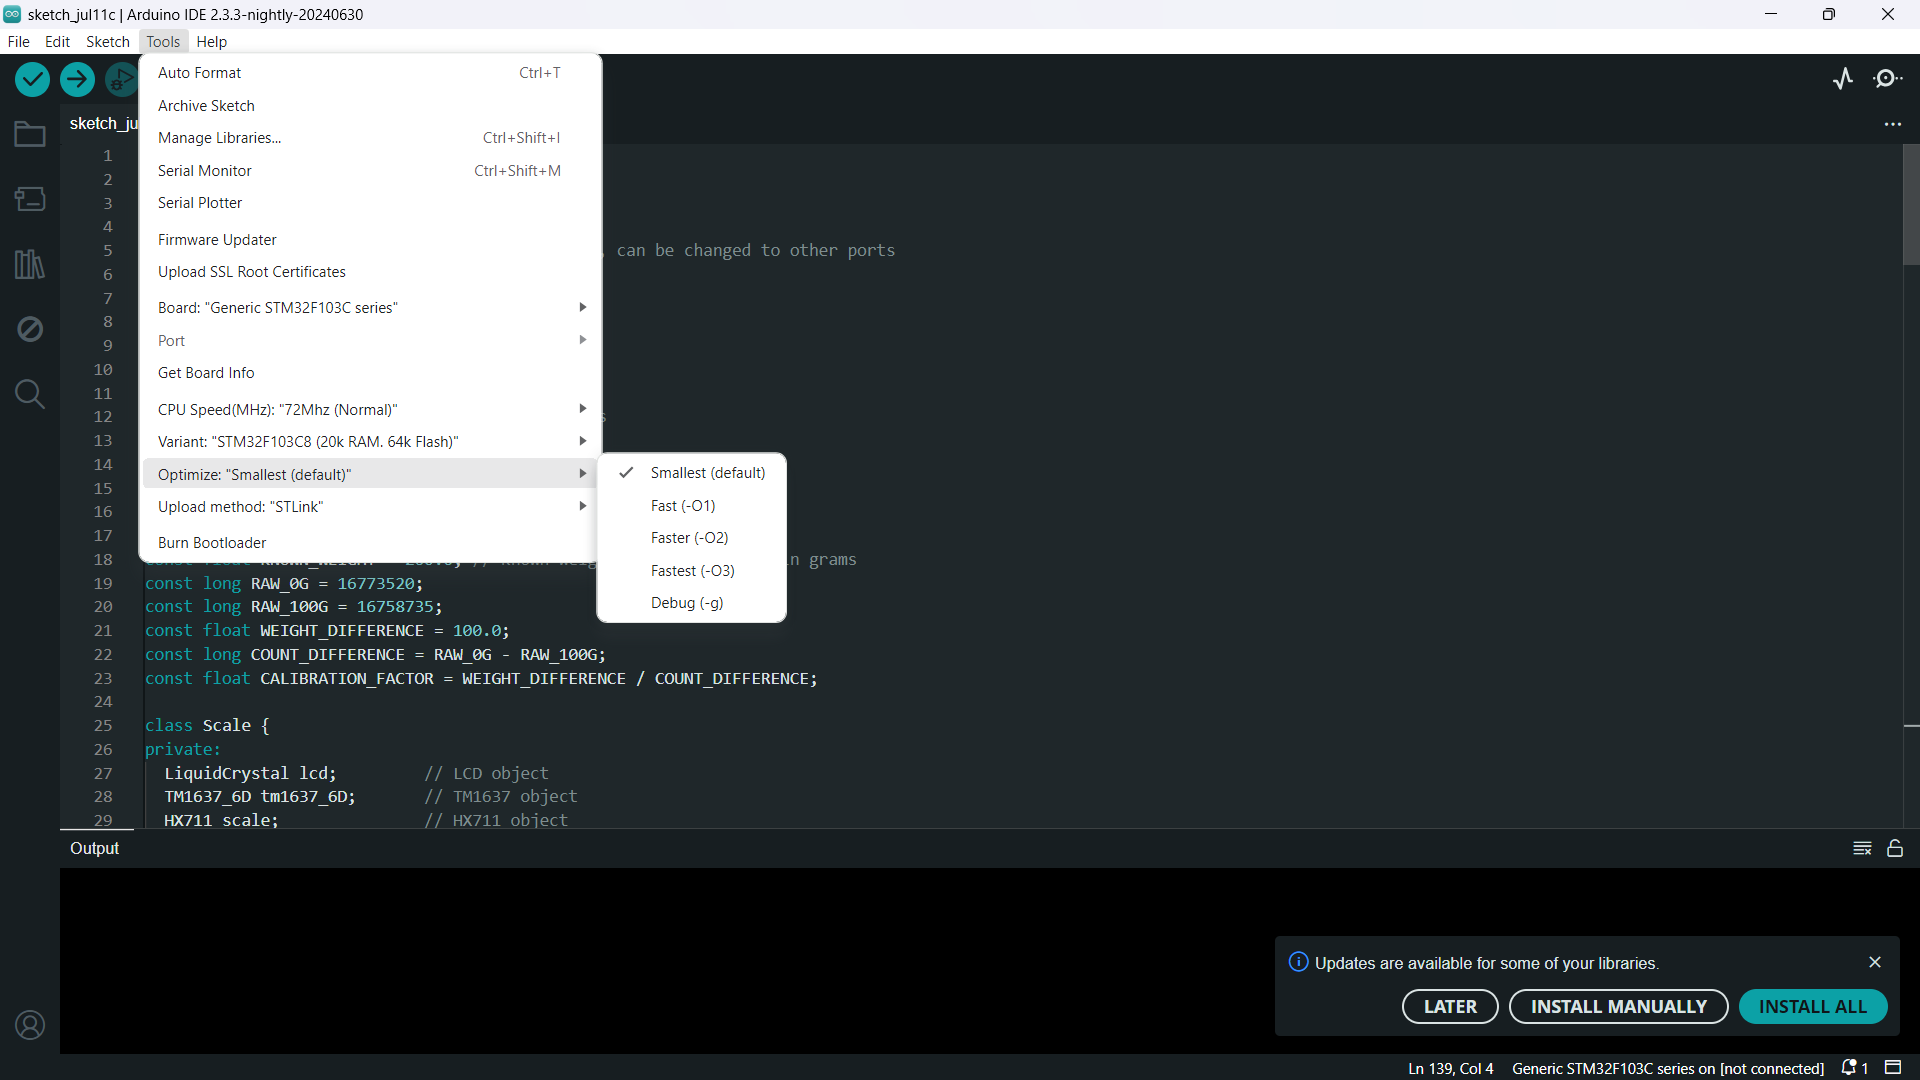 sketch_jul11c | Arduino IDE 2.3.3-nightly-20240630
File Edit Sketch Tools Help
Auto Format Ctrl+T
Archive Sketch
sketch_ju
Manage Libraries... Ctrl+Shift+I
Serial Monitor Ctrl+Shift+M
Serial Plotter
Firmware Updater
Upload SSL Root Certificates
Board: "Generic STM32F103C series"
Port
Get Board Info
CPU Speed(MHz): "72Mhz (Normal)"
Variant: "STM32F103C8 (20k RAM. 64k Flash)"
Optimize: "Smallest (default)"
Upload method: "STLink"
Burn Bootloader
Smallest (default)
Fast (-O1)
Faster (-O2)
Fastest (-O3)
Debug (-g)
1
2
3
4
5 can be changed to other ports
6
7
8
9
10
11
12
13
14
15
16
17
18 grams
19 const long RAW_0G = 16773520;
20 const long RAW_100G = 16758735;
21 const float WEIGHT_DIFFERENCE = 100.0;
22 const long COUNT_DIFFERENCE = RAW_0G - RAW_100G;
23 const float CALIBRATION_FACTOR = WEIGHT_DIFFERENCE / COUNT_DIFFERENCE;
24
25 class Scale {
26 private:
27 LiquidCrystal lcd; // LCD object
28 TM1637_6D tm1637_6D; // TM1637 object
29 HX711 scale; // HX711 object
Output
Updates are available for some of your libraries.
LATER INSTALL MANUALLY INSTALL ALL
Ln 139, Col 4 Generic STM32F103C series on [not connected] 1